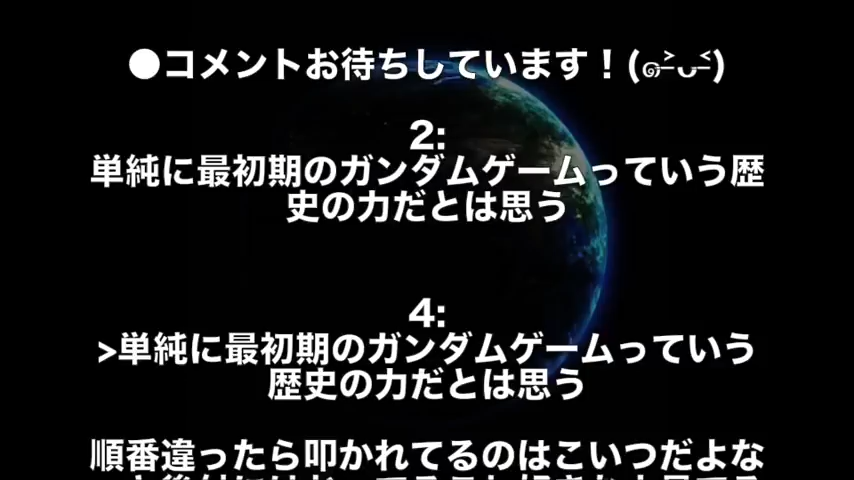 ●コメントお待ちしています！(๑˃̵ᴗ˂̵)
2:
単純に最初期のガンダムゲームっていう歴
史の力だとは思う
4:
>単純に最初期のガンダムゲームっていう
歴史の力だとは思う
順番違ったら叩かれてるのはこいつだよな